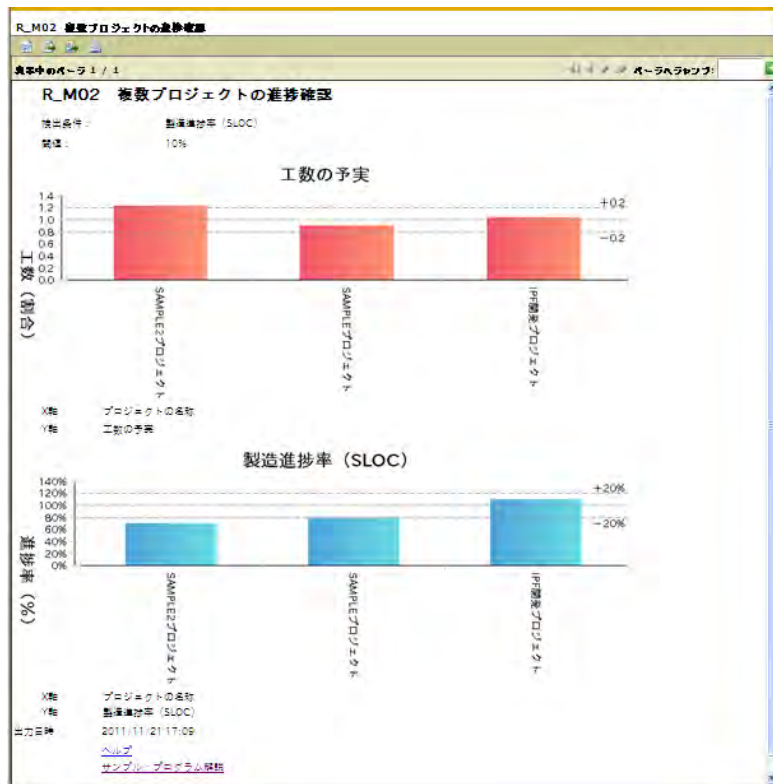 R_M02 複数プロジェクトの進捗確認
表示中のページ 1 / 1
ページへジャンプ:
R_M02 複数プロジェクトの進捗確認
検出条件： 製造進捗率（SLOC）
閾値： 10%
工数の予実
1.4
1.2
1.0
0.8
0.6
0.4
0.2
0.0
+0.2
-0.2
工数（割合）
SAMPLE2プロジェクト
SAMPLEプロジェクト
IPF開発プロジェクト
X軸 プロジェクトの名称
Y軸 工数の予実
製造進捗率（SLOC）
140%
120%
100%
80%
60%
40%
20%
0%
+20%
-20%
進捗率（%）
SAMPLE2プロジェクト
SAMPLEプロジェクト
IPF開発プロジェクト
X軸 プロジェクトの名称
Y軸 製造進捗率（SLOC）
出力日時 2011/11/21 17:09
ヘルプ
サンプル・プログラム解説